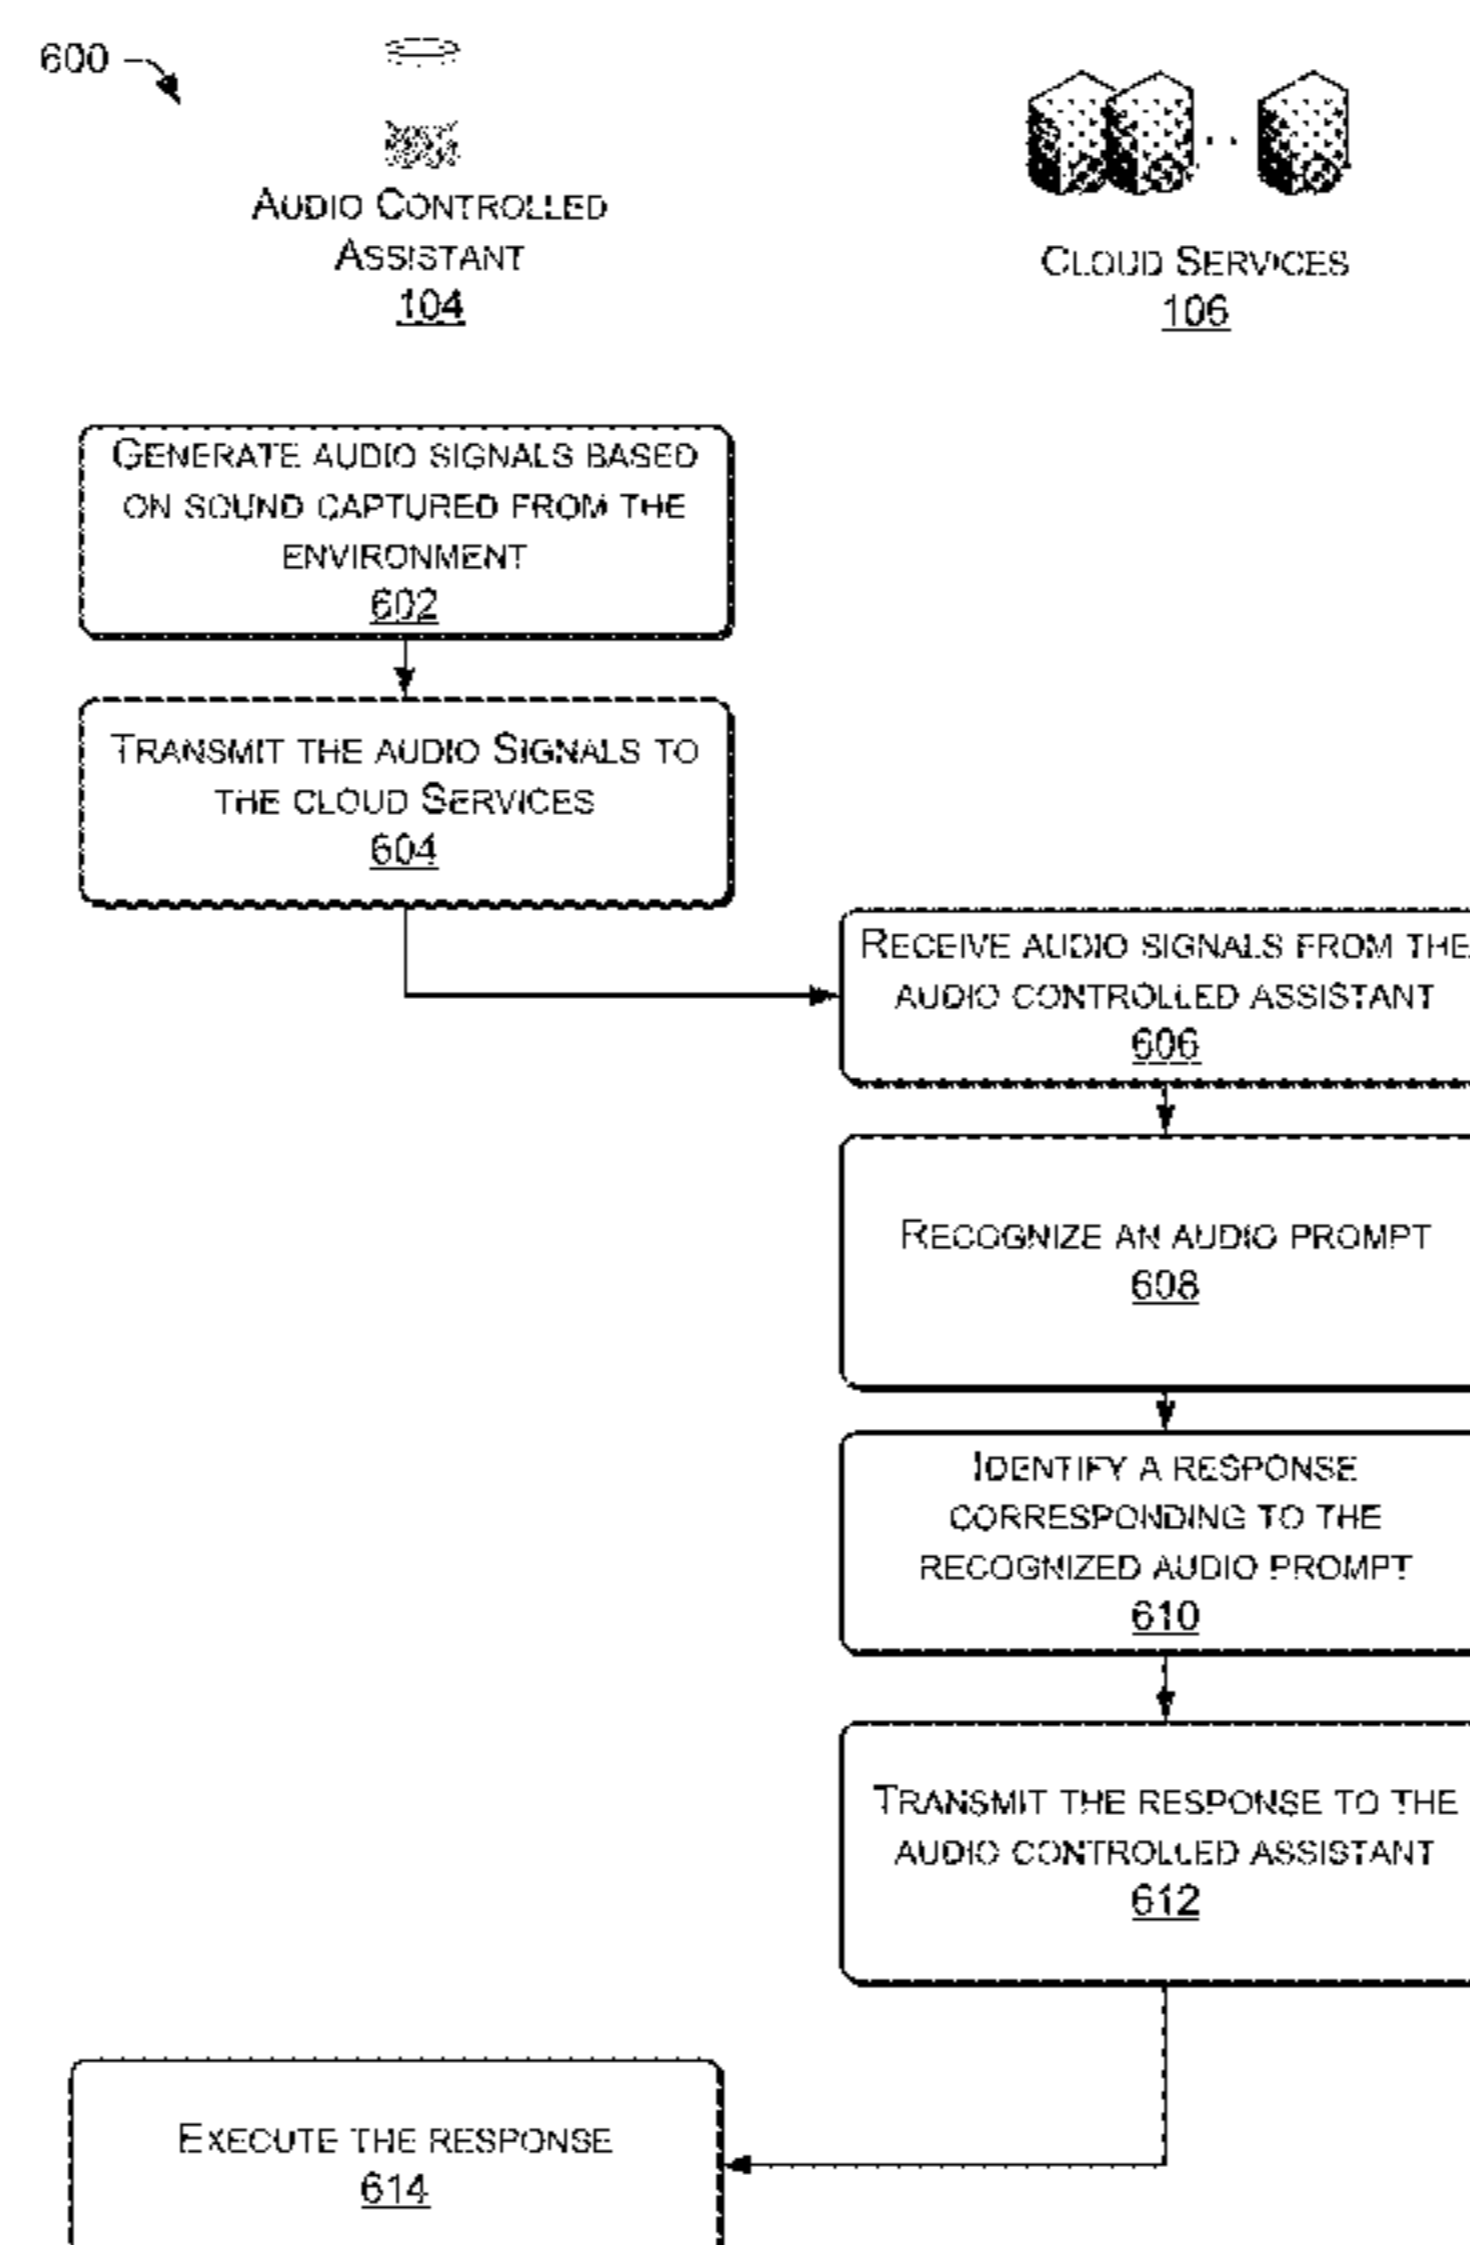 600
AUDIO CONTROLLED
ASSISTANT
104
CLOUD SERVICES
106
GENERATE AUDIO SIGNALS BASED
ON SOUND CAPTURED FROM THE
ENVIRONMENT
602
TRANSMIT THE AUDIO SIGNALS TO
THE CLOUD SERVICES
604
RECEIVE AUDIO SIGNALS FROM THE
AUDIO CONTROLLED ASSISTANT
606
RECOGNIZE AN AUDIO PROMPT
608
IDENTIFY A RESPONSE
CORRESPONDING TO THE
RECOGNIZED AUDIO PROMPT
610
TRANSMIT THE RESPONSE TO THE
AUDIO CONTROLLED ASSISTANT
612
EXECUTE THE RESPONSE
614